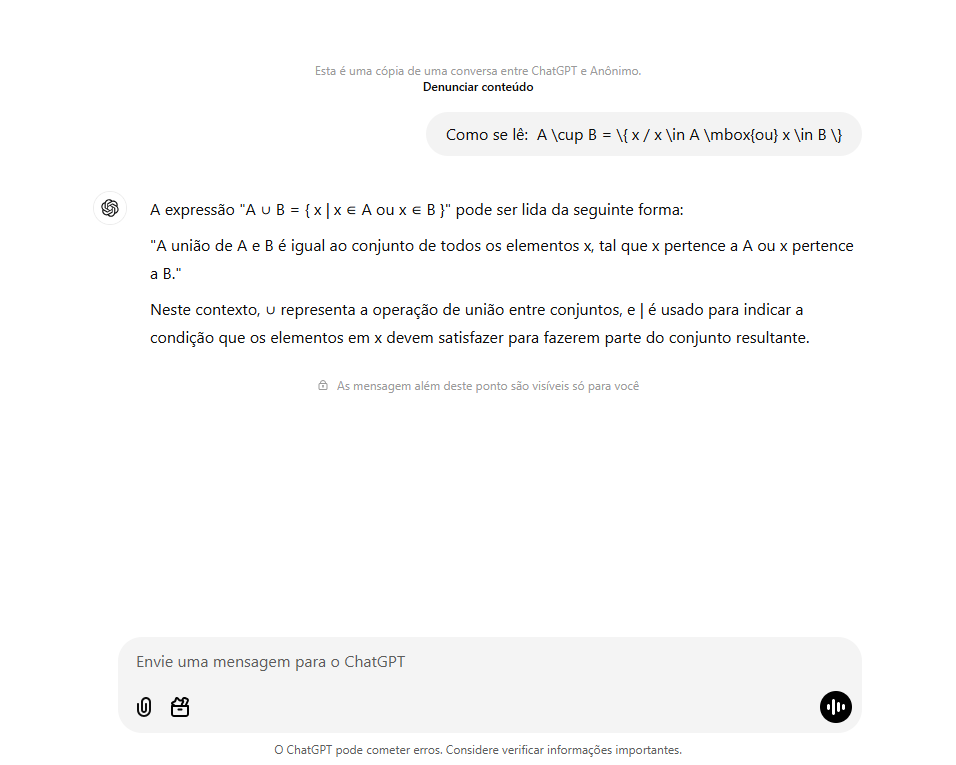 Esta é uma cópia de uma conversa entre ChatGPT e Anônimo.
Denunciar conteúdo
Como se lê:  A \cup B = \{ x / x \in A \mbox{ou} x \in B \}
A expressão "A ∪ B = { x | x ∈ A ou x ∈ B }" pode ser lida da seguinte forma:
"A união de A e B é igual ao conjunto de todos os elementos x, tal que x pertence a A ou x pertence
a B."
Neste contexto, ∪ representa a operação de união entre conjuntos, e | é usado para indicar a
condição que os elementos em x devem satisfazer para fazerem parte do conjunto resultante.
As mensagem além deste ponto são visíveis só para você
Envie uma mensagem para o ChatGPT
O ChatGPT pode cometer erros. Considere verificar informações importantes.